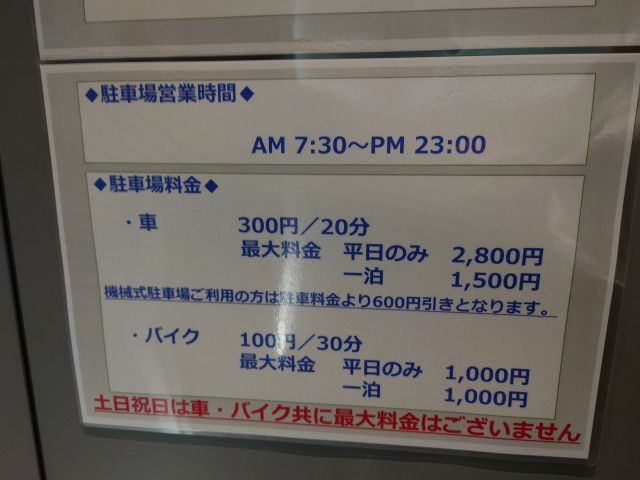 ◆駐車場営業時間◆
AM 7:30～PM 23:00
◆駐車場料金◆
・車 300円／20分
最大料金 平日のみ 2,800円
一泊 1,500円
機械式駐車場ご利用の方は駐車料金より600円引きとなります。
・バイク 100円／30分
最大料金 平日のみ 1,000円
一泊 1,000円
土日祝日は車・バイク共に最大料金はございません